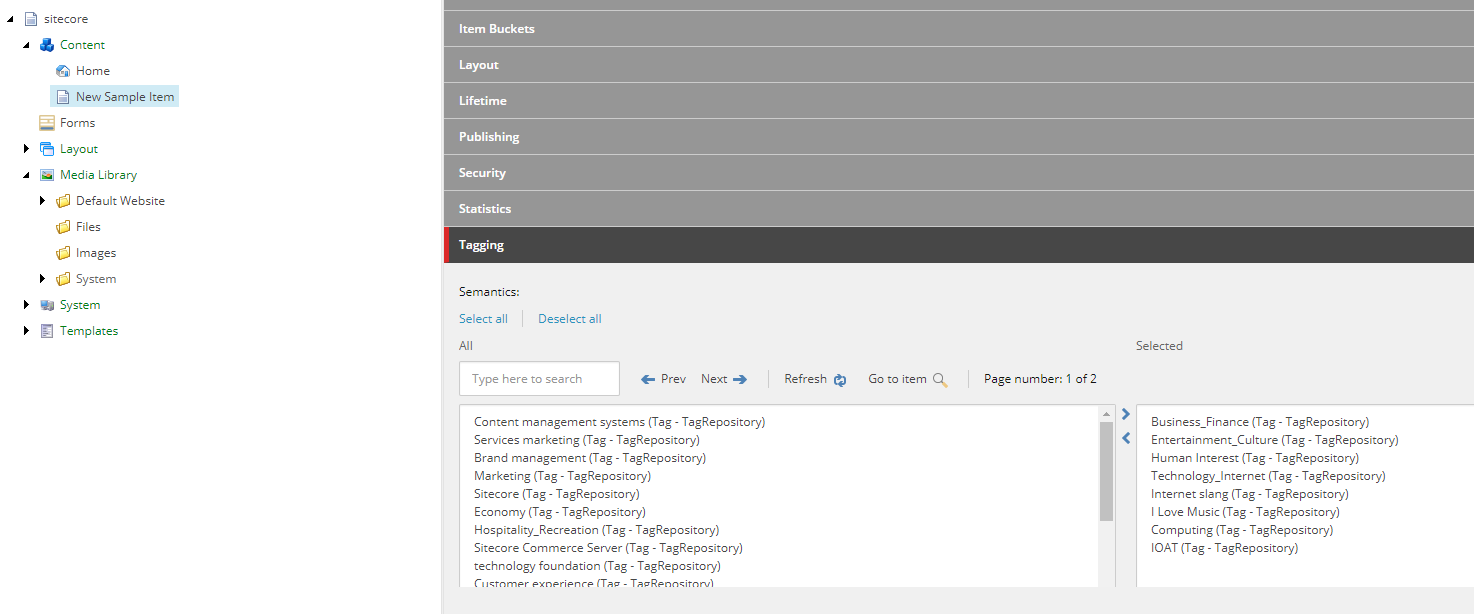 sitecore
Content
Home
New Sample Item
Forms
Layout
Media Library
Default Website
Files
Images
System
System
Templates
Item Buckets
Layout
Lifetime
Publishing
Security
Statistics
Tagging
Semantics:
Select all
Deselect all
All
Type here to search
Prev
Next
Refresh
Go to item
Page number: 1 of 2
Content management systems (Tag - TagRepository)
Services marketing (Tag - TagRepository)
Brand management (Tag - TagRepository)
Marketing (Tag - TagRepository)
Sitecore (Tag - TagRepository)
Economy (Tag - TagRepository)
Hospitality_Recreation (Tag - TagRepository)
Sitecore Commerce Server (Tag - TagRepository)
technology foundation (Tag - TagRepository)
Customer experience (Tag - TagRepository)
Selected
Business_Finance (Tag - TagRepository)
Entertainment_Culture (Tag - TagRepository)
Human Interest (Tag - TagRepository)
Technology_Internet (Tag - TagRepository)
Internet slang (Tag - TagRepository)
I Love Music (Tag - TagRepository)
Computing (Tag - TagRepository)
IOAT (Tag - TagRepository)